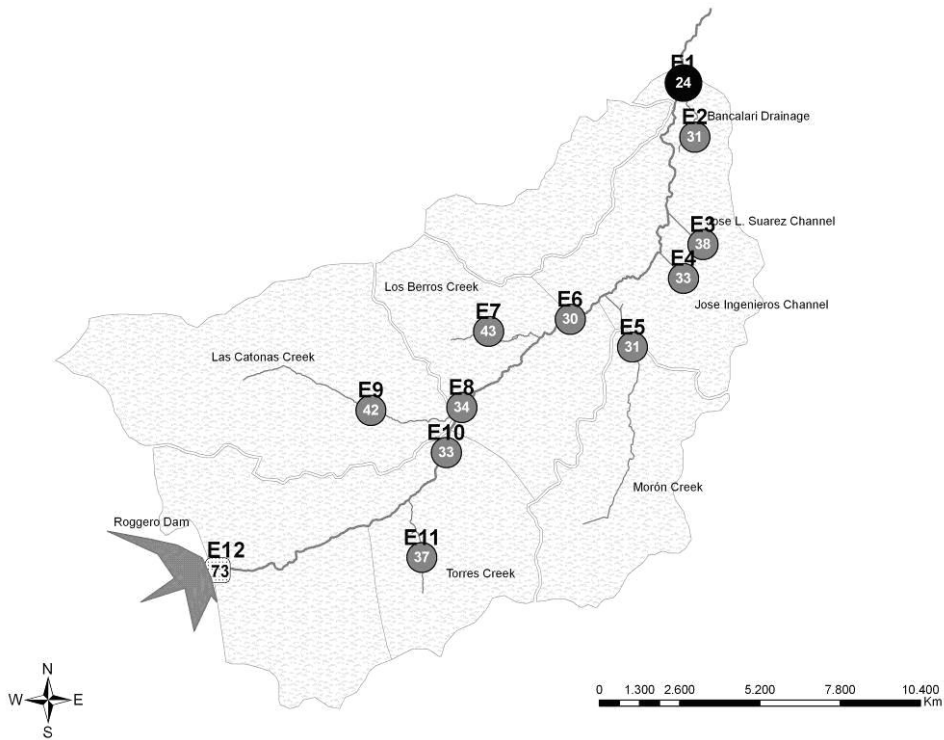 E1
24
E2 Bancalari Drainage
31
E3 Jose L. Suarez Channel
38
E4
33
Jose Ingenieros Channel
Los Berros Creek
E6
30
E7
43
E5
31
Las Catonas Creek
E9
42
E8
34
E10
33
Morón Creek
Roggero Dam
E12
73
E11
37
Torres Creek
N
W E
S
0 1.300 2.600 5.200 7.800 10.400
Km